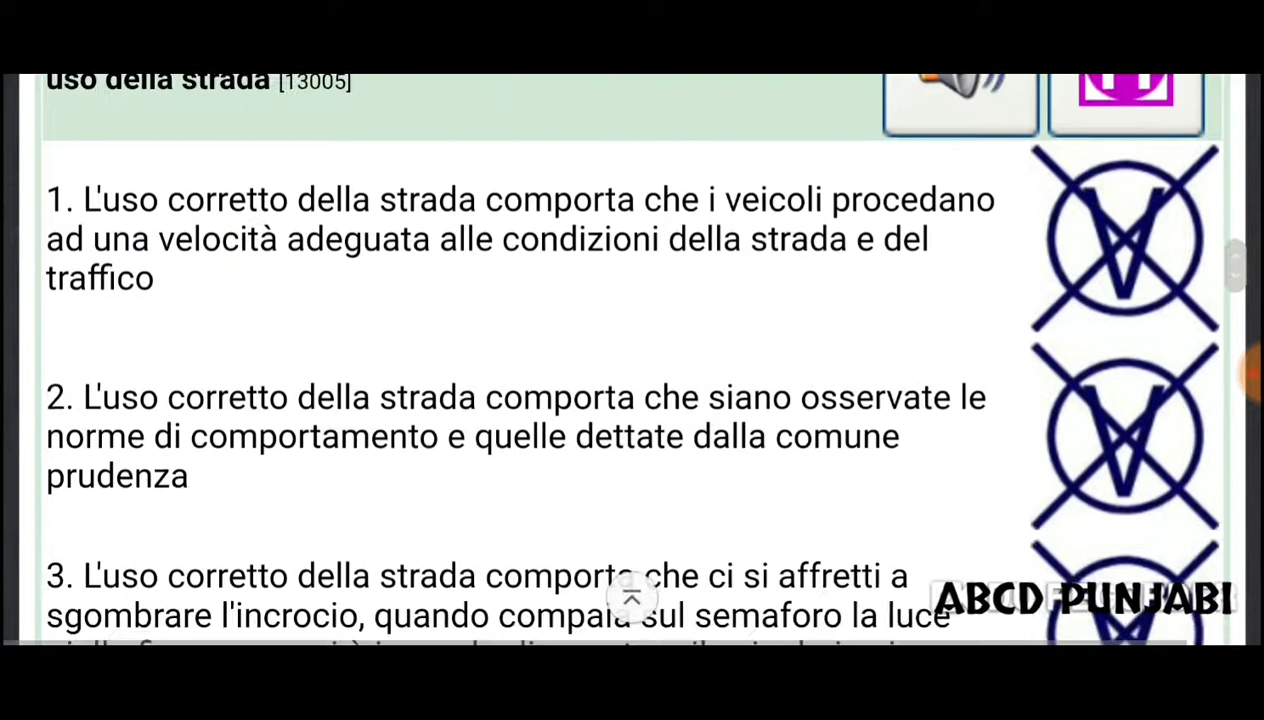 uso della strada [13005]
1. L'uso corretto della strada comporta che i veicoli procedano
ad una velocità adeguata alle condizioni della strada e del
traffico
V
2. L'uso corretto della strada comporta che siano osservate le
norme di comportamento e quelle dettate dalla comune
prudenza
V
3. L'uso corretto della strada comporta che ci si affretti a
sgombrare l'incrocio, quando compaia sul semaforo la luce
ABCD PUNJABI